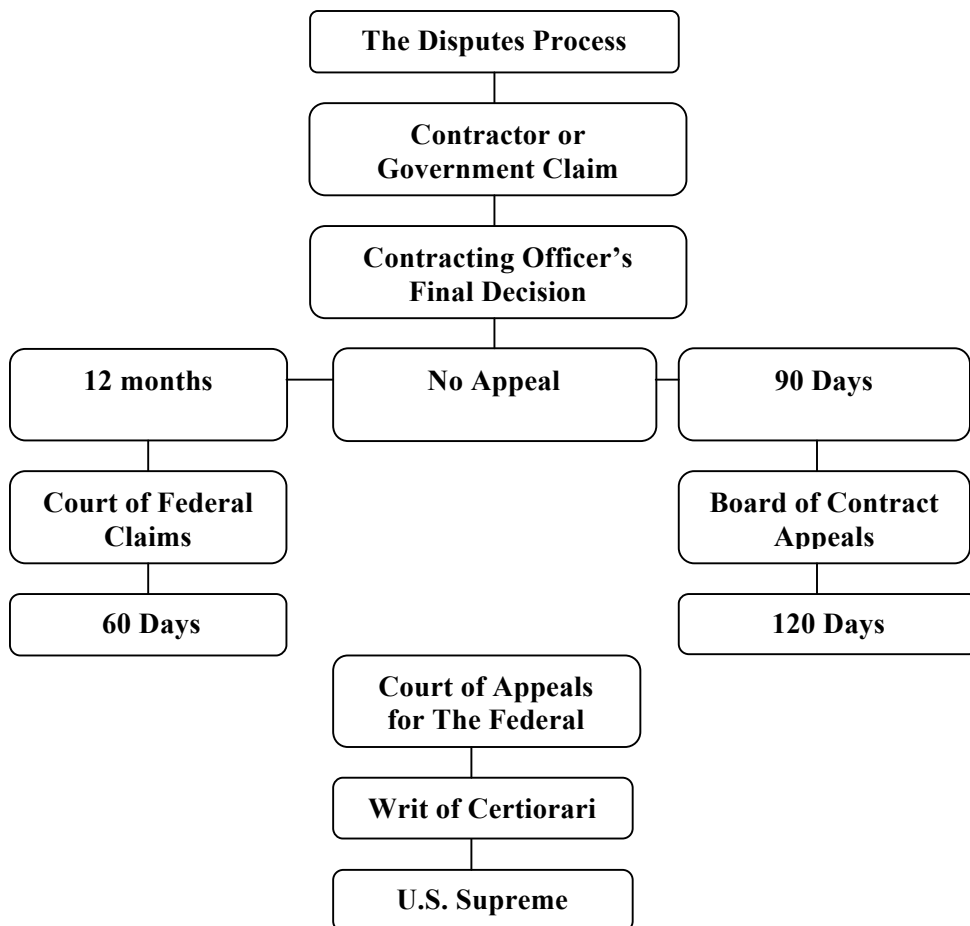 The Disputes Process
Contractor or
Government Claim
Contracting Officer’s
Final Decision
12 months
No Appeal
90 Days
Court of Federal
Claims
Board of Contract
Appeals
60 Days
120 Days
Court of Appeals
for The Federal
Writ of Certiorari
U.S. Supreme